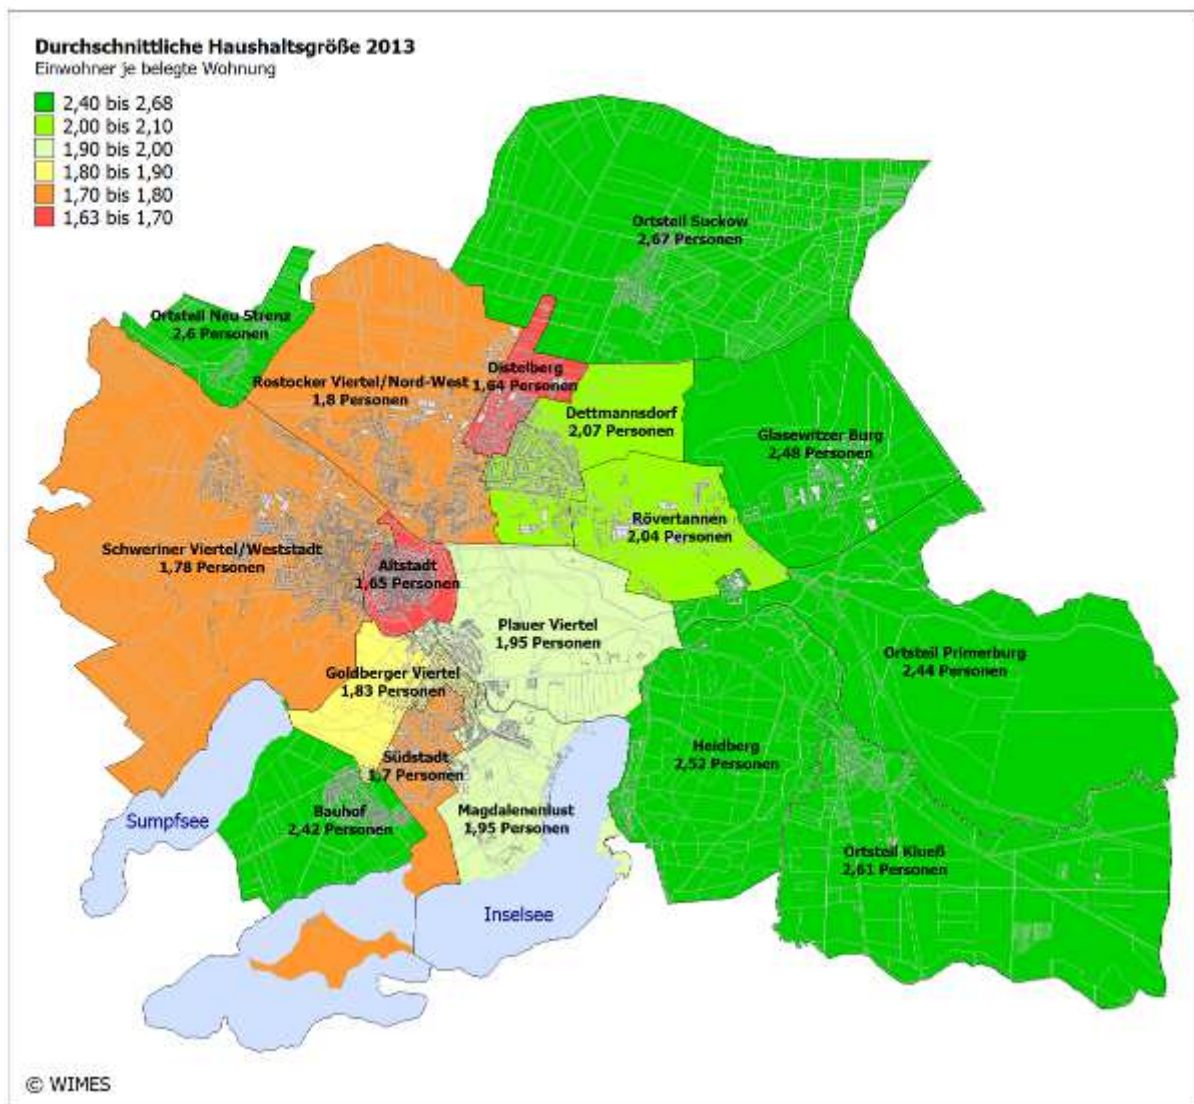 Durchschnittliche Haushaltsgröße 2013
Einwohner je belegte Wohnung
2,40 bis 2,68
2,00 bis 2,10
1,90 bis 2,00
1,80 bis 1,90
1,70 bis 1,80
1,63 bis 1,70
Ortsteil Suckow
2,67 Personen
Ortsteil Neu Strenz
2,6 Personen
Rostocker Viertel/Nord-West
1,8 Personen
Distelberg
1,64 Personen
Dettmannsdorf
2,07 Personen
Glasewitzer Burg
2,48 Personen
Rövertannen
2,04 Personen
Schweriner Viertel/Weststadt
1,78 Personen
Altstadt
1,65 Personen
Plauer Viertel
1,95 Personen
Ortsteil Primerburg
2,44 Personen
Goldberger Viertel
1,83 Personen
Heidberg
2,52 Personen
Südstadt
1,7 Personen
Bauhof
2,42 Personen
Magdalenenlust
1,95 Personen
Sumpfsee
Ortsteil Klueß
2,61 Personen
Inselsee
© WIMES